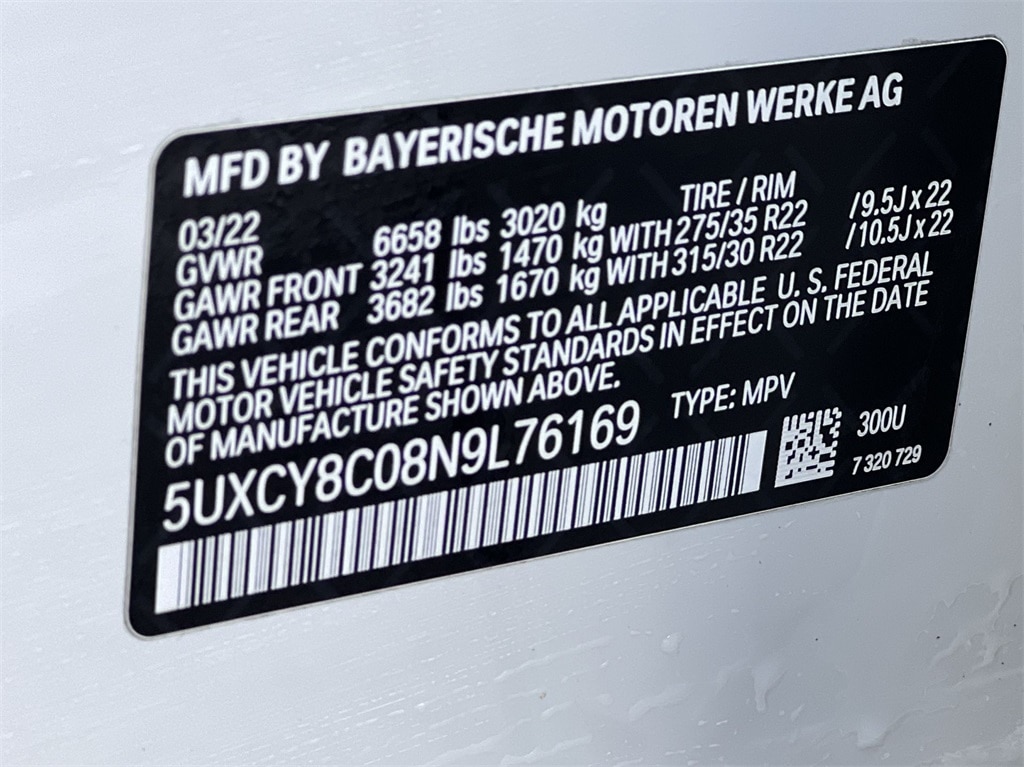 MFD BY BAYERISCHE MOTOREN WERKE AG
03/22 TIRE / RIM
GVWR 6658 lbs 3020 kg
GAWR FRONT 3241 lbs 1470 kg WITH 275/35 R22 /9.5J x 22
GAWR REAR 3682 lbs 1670 kg WITH 315/30 R22 /10.5J x 22
THIS VEHICLE CONFORMS TO ALL APPLICABLE U. S. FEDERAL
MOTOR VEHICLE SAFETY STANDARDS IN EFFECT ON THE DATE
OF MANUFACTURE SHOWN ABOVE.
5UXCY8C08N9L76169 TYPE: MPV
300U
7 320 729